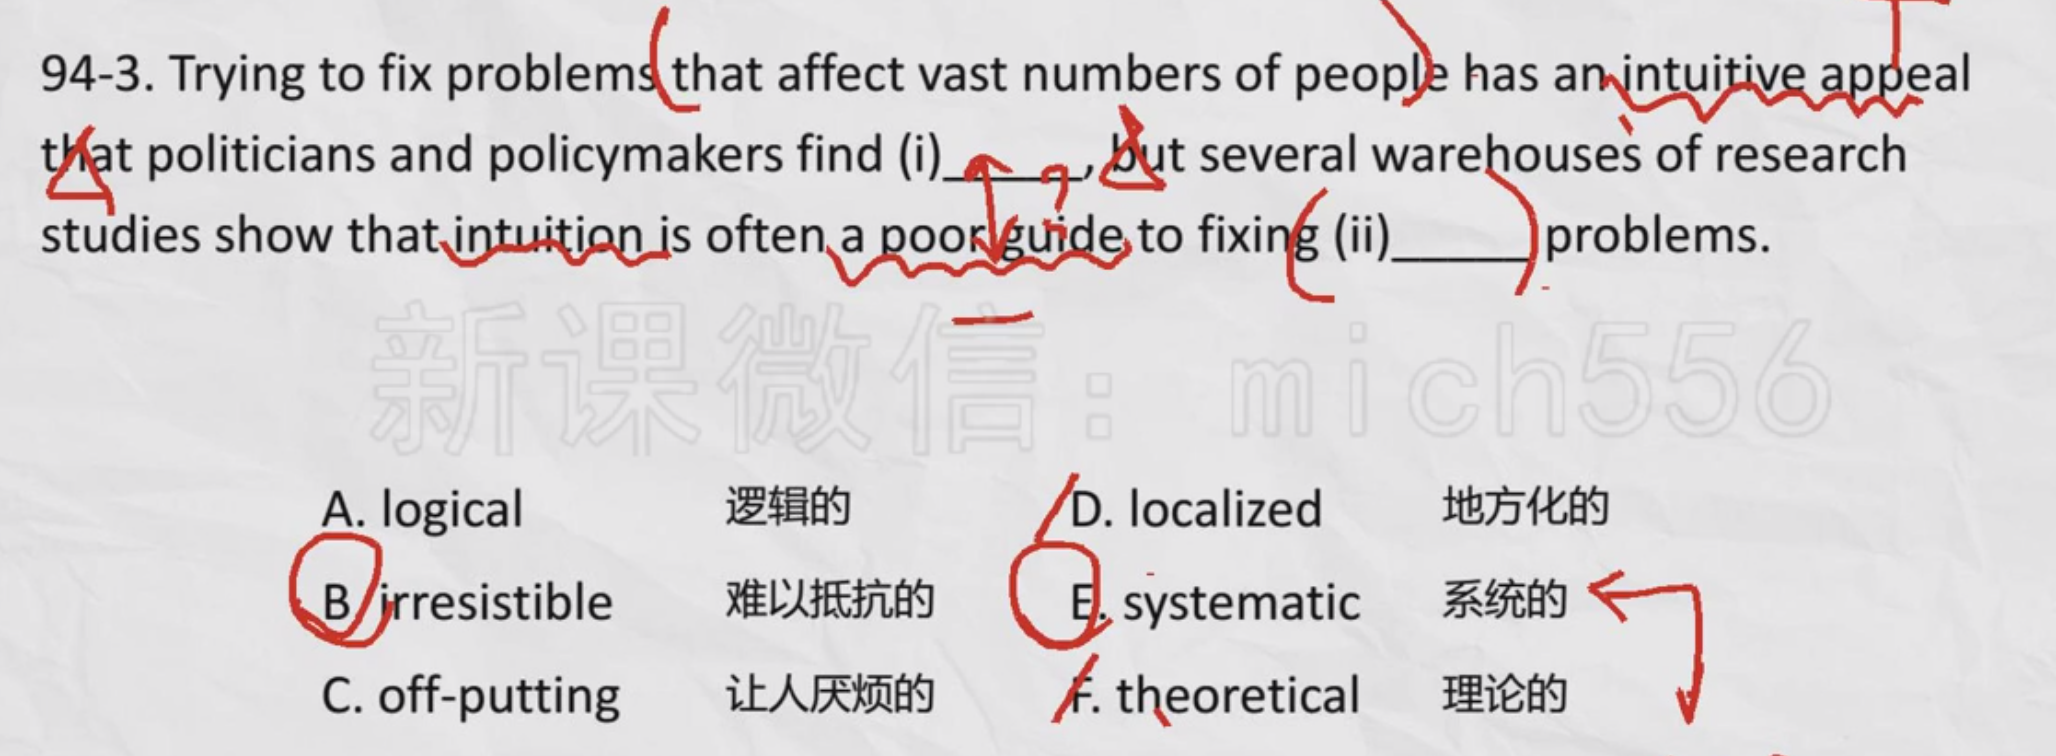 94-3. Trying to fix problems that affect vast numbers of people has an intuitive appeal
that politicians and policymakers find (i)______, but several warehouses of research
studies show that intuition is often a poor guide to fixing (ii)______ problems.
新课微信：mich556
A. logical 逻辑的 D. localized 地方化的
B. irresistible 难以抵抗的 E. systematic 系统的
C. off-putting 让人厌烦的 F. theoretical 理论的